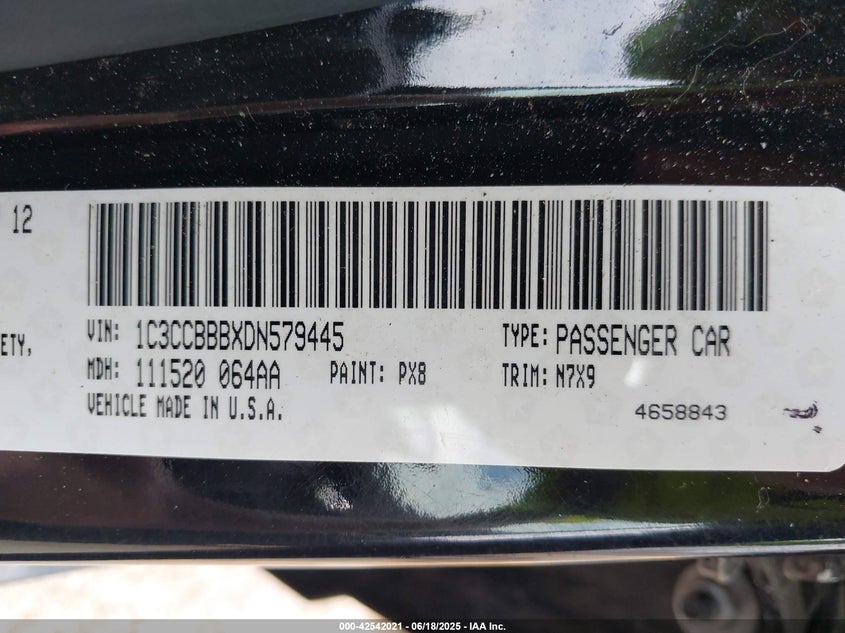 12
ETY,
VIN: 1C3CCBBBXDN579445 TYPE: PASSENGER CAR
MDH: 111520 064AA PAINT: PX8 TRIM: N7X9
VEHICLE MADE IN U.S.A. 4658843
000-42542021 - 06/18/2025 - IAA Inc.